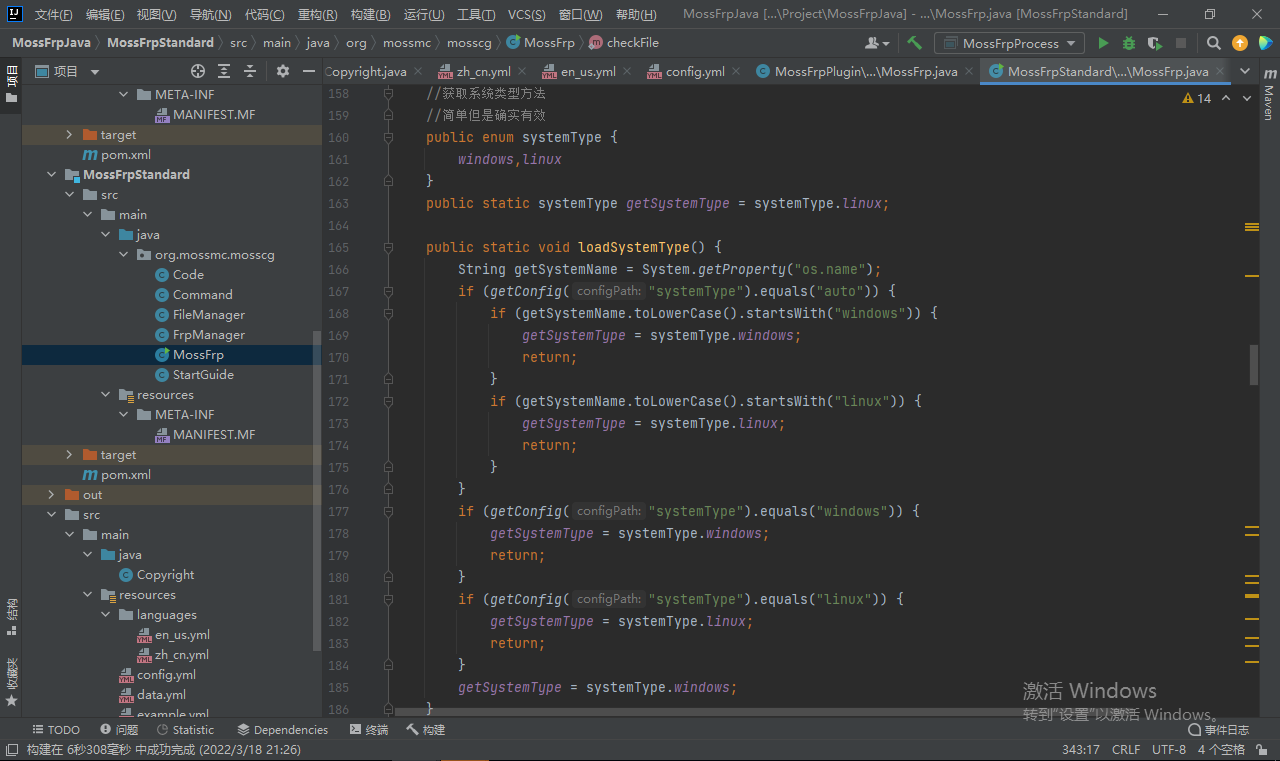 文件(F) 编辑(E) 视图(V) 导航(N) 代码(C) 重构(R) 构建(B) 运行(U) 工具(T) VCS(S) 窗口(W) 帮助(H) MossFrpJava [...\Project\MossFrpJava] - ...\MossFrp.java [MossFrpStandard]
MossFrpJava MossFrpStandard src main java org mossmc mosscg MossFrp checkFile MossFrpProcess
项目 Copyright.java zh_cn.yml en_us.yml config.yml MossFrpPlugin\...\MossFrp.java MossFrpStandard\...\MossFrp.java
项目
META-INF
MANIFEST.MF
target
pom.xml
MossFrpStandard
src
main
java
org.mossmc.mosscg
Code
Command
FileManager
FrpManager
MossFrp
StartGuide
resources
META-INF
MANIFEST.MF
target
pom.xml
out
src
main
java
Copyright
resources
languages
en_us.yml
zh_cn.yml
config.yml
data.yml
example.yml
结构
收藏夹
14
Maven
158 //获取系统类型方法
159 //简单但是确实有效
160 public enum systemType {
161 windows,linux
162 }
163 public static systemType getSystemType = systemType.linux;
164
165 public static void loadSystemType() {
166 String getSystemName = System.getProperty("os.name");
167 if (getConfig( configPath: "systemType").equals("auto")) {
168 if (getSystemName.toLowerCase().startsWith("windows")) {
169 getSystemType = systemType.windows;
170 return;
171 }
172 if (getSystemName.toLowerCase().startsWith("linux")) {
173 getSystemType = systemType.linux;
174 return;
175 }
176 }
177 if (getConfig( configPath: "systemType").equals("windows")) {
178 getSystemType = systemType.windows;
179 return;
180 }
181 if (getConfig( configPath: "systemType").equals("linux")) {
182 getSystemType = systemType.linux;
183 return;
184 }
185 getSystemType = systemType.windows;
186 }
激活 Windows
转到"设置"以激活 Windows。
TODO 问题 Statistic Dependencies 终端 构建 事件日志
构建在 6秒308毫秒 中成功完成 (2022/3/18 21:26) 343:17 CRLF UTF-8 4 个空格